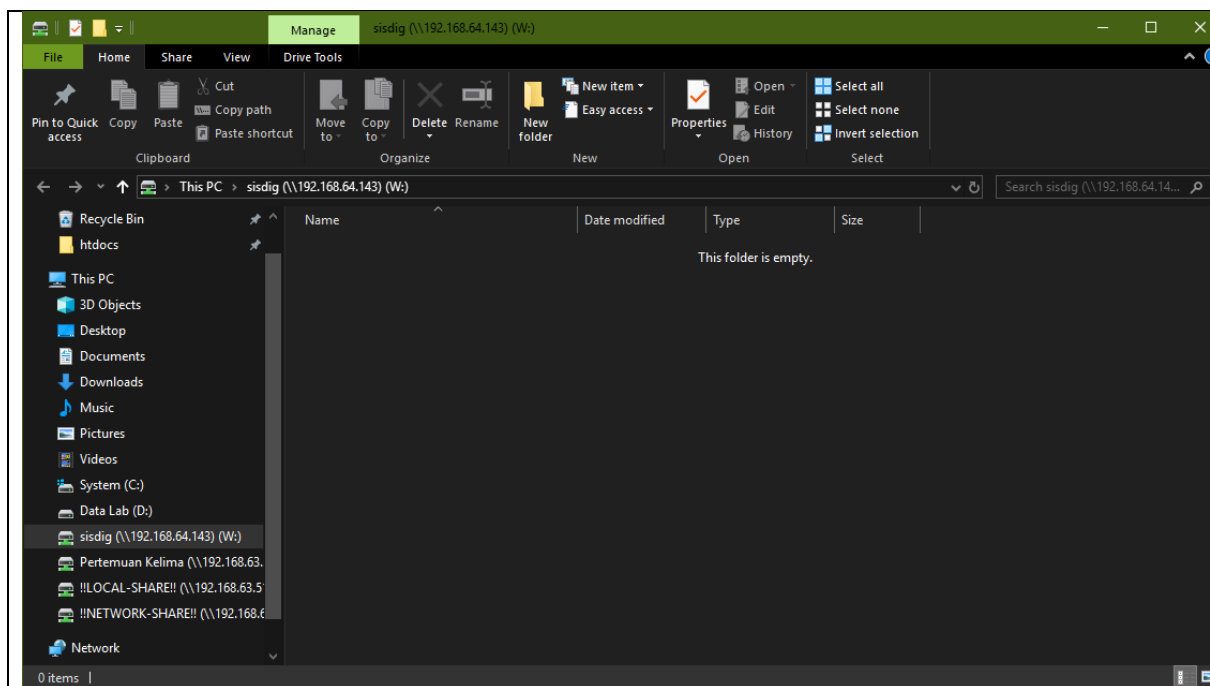 Manage sisdig (\\192.168.64.143) (W:)
File Home Share View Drive Tools
Pin to Quick access
Copy
Paste
Cut
Copy path
Paste shortcut
Clipboard
Move to
Copy to
Delete
Rename
Organize
New folder
New item
Easy access
New
Properties
Open
Edit
History
Open
Select all
Select none
Invert selection
Select
This PC > sisdig (\\192.168.64.143) (W:)
Search sisdig (\\192.168.64.14...
Name Date modified Type Size
This folder is empty.
Recycle Bin
htdocs
This PC
3D Objects
Desktop
Documents
Downloads
Music
Pictures
Videos
System (C:)
Data Lab (D:)
sisdig (\\192.168.64.143) (W:)
Pertemuan Kelima (\\192.168.63.
!!LOCAL-SHARE!! (\\192.168.63.5
!!NETWORK-SHARE!! (\\192.168.6
Network
0 items